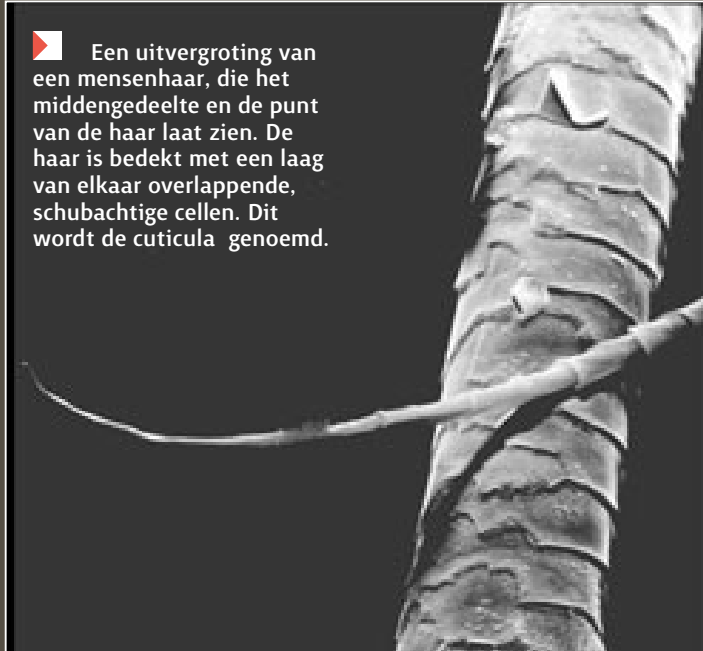 Een uitvergroting van
een mensenhaar, die het
middengedeelte en de punt
van de haar laat zien. De
haar is bedekt met een laag
van elkaar overlappende,
schubachtige cellen. Dit
wordt de cuticula genoemd.